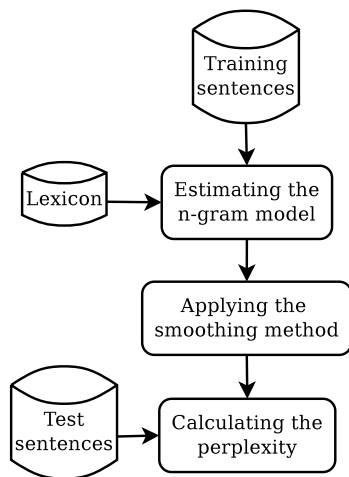 Training
sentences
Lexicon
Estimating the
n-gram model
Applying the
smoothing method
Test
sentences
Calculating the
perplexity